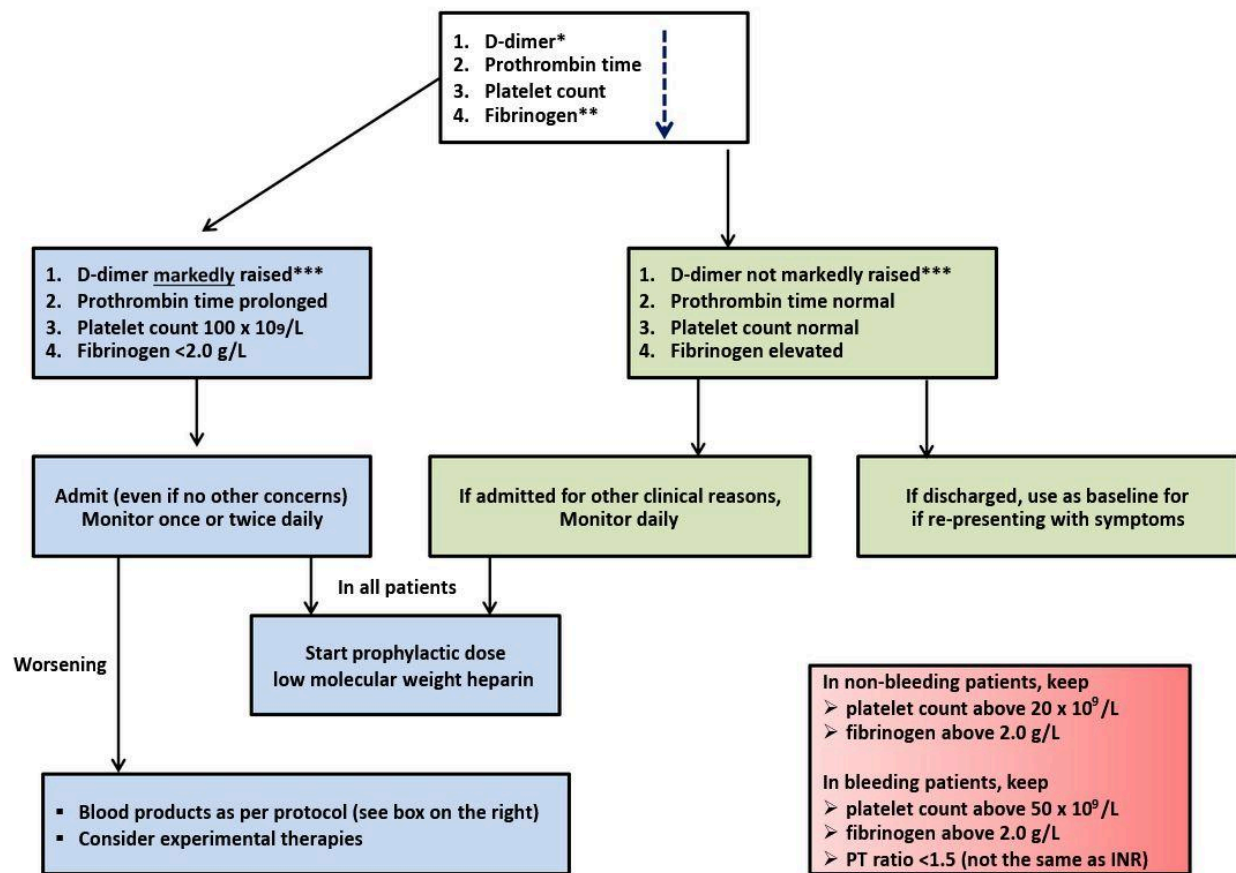 1. D-dimer*
2. Prothrombin time
3. Platelet count
4. Fibrinogen**
1. D-dimer markedly raised***
2. Prothrombin time prolonged
3. Platelet count 100 x 10₉/L
4. Fibrinogen <2.0 g/L
1. D-dimer not markedly raised***
2. Prothrombin time normal
3. Platelet count normal
4. Fibrinogen elevated
Admit (even if no other concerns)
Monitor once or twice daily
If admitted for other clinical reasons,
Monitor daily
If discharged, use as baseline for
if re-presenting with symptoms
In all patients
Worsening
Start prophylactic dose
low molecular weight heparin
▪ Blood products as per protocol (see box on the right)
▪ Consider experimental therapies
In non-bleeding patients, keep
➢ platelet count above 20 x 10⁹/L
➢ fibrinogen above 2.0 g/L
In bleeding patients, keep
➢ platelet count above 50 x 10⁹/L
➢ fibrinogen above 2.0 g/L
➢ PT ratio <1.5 (not the same as INR)